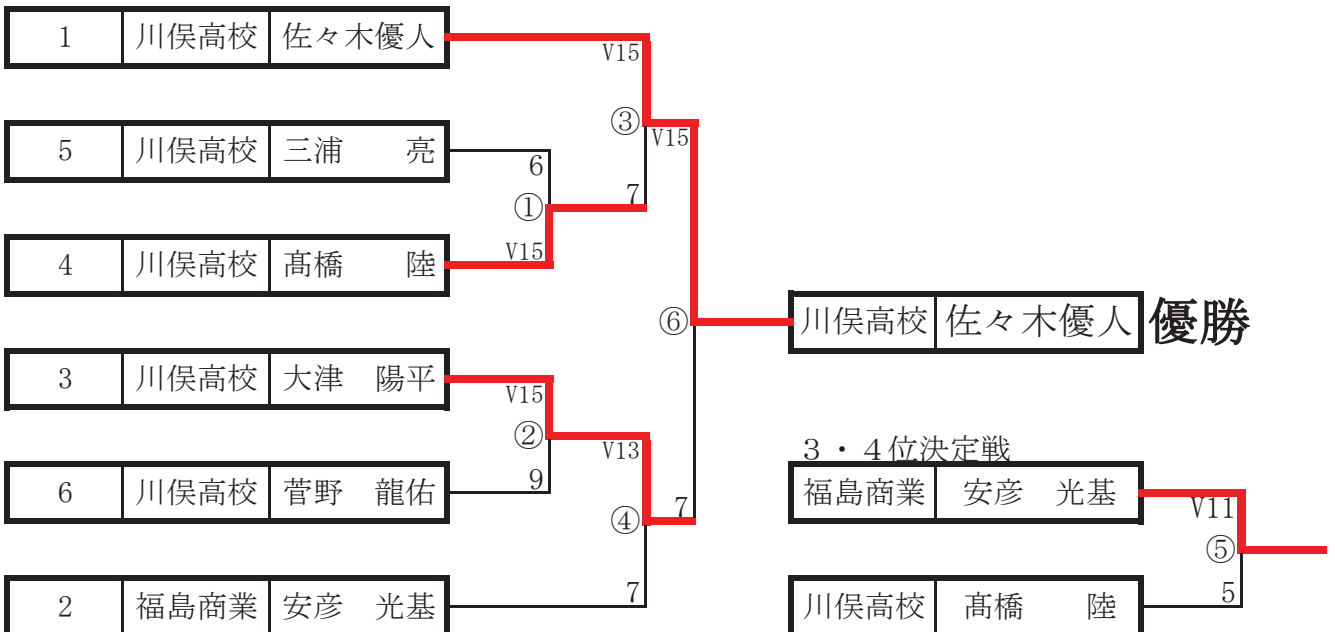 1 川俣高校 佐々木優人
V15
③
V15
5 川俣高校 三浦　亮
6
①
7
V15
4 川俣高校 髙橋　陸
⑥
川俣高校 佐々木優人 優勝
3 川俣高校 大津　陽平
V15
②
V13
6 川俣高校 菅野　龍佑
9
④
7
2 福島商業 安彦　光基
7
３・４位決定戦
福島商業 安彦　光基
V11
⑤
5
川俣高校 髙橋　陸